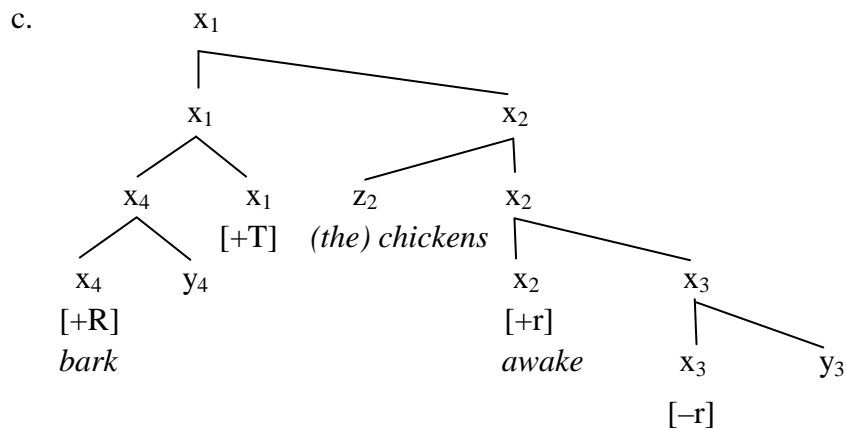 c. x₁
x₁ x₂
x₄ x₁ z₂ x₂
[+T] (the) chickens
x₄ y₄ x₂ x₃
[+R] [+r]
bark awake x₃ y₃
[–r]